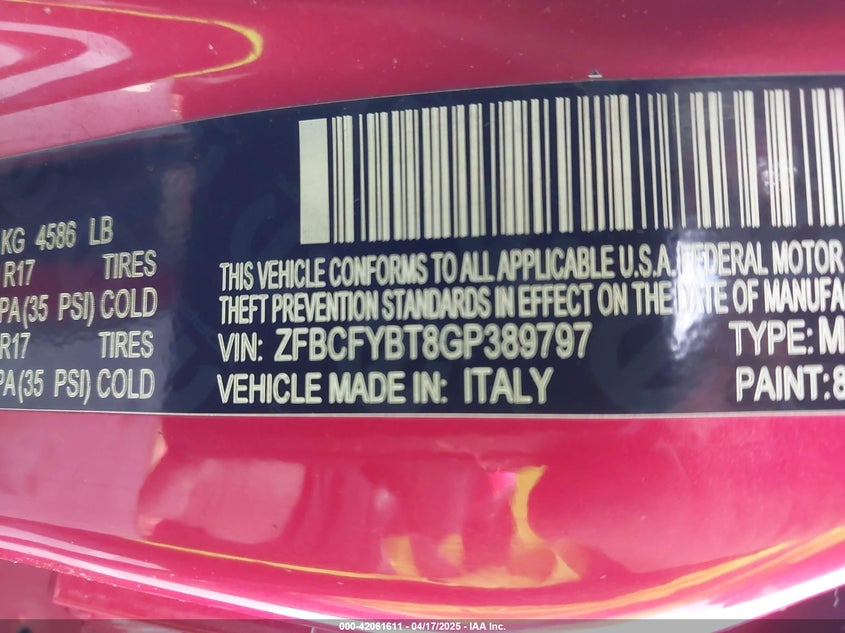 KG 4586 LB
R17 TIRES
PA(35 PSI) COLD
R17 TIRES
PA(35 PSI) COLD
THIS VEHICLE CONFORMS TO ALL APPLICABLE U.S.A. FEDERAL MOTOR
THEFT PREVENTION STANDARDS IN EFFECT ON THE DATE OF MANUFA
VIN: ZFBCFYBT8GP389797 TYPE: M
VEHICLE MADE IN: ITALY PAINT: 8
000-42061611 — 04/17/2025 — IAA Inc.